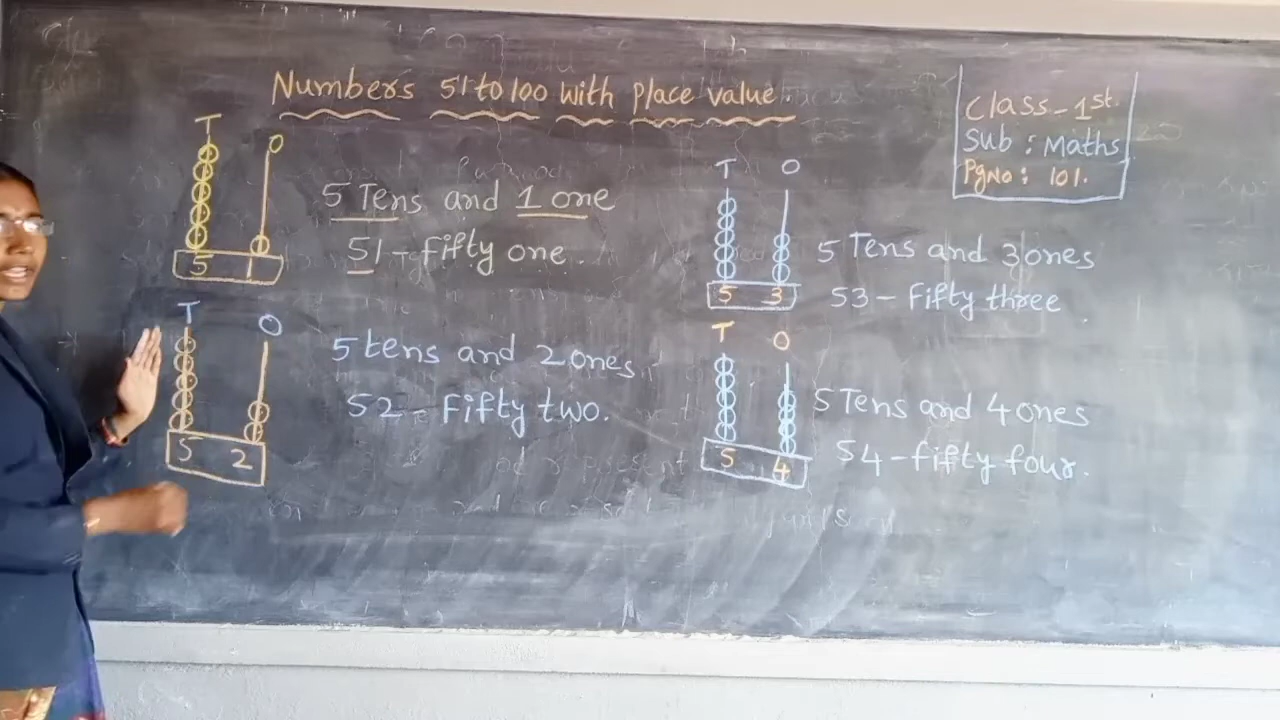 Numbers 51 to 100 with place value.
Class - 1st.
Sub : Maths
Pg No : 101.
T O
5 1
5 Tens and 1 one
51 - fifty one.
T O
5 2
5 tens and 2 ones
52 - Fifty two.
T O
5 3
5 Tens and 3 ones
53 - Fifty three
T O
5 4
5 Tens and 4 ones
54 - fifty four.